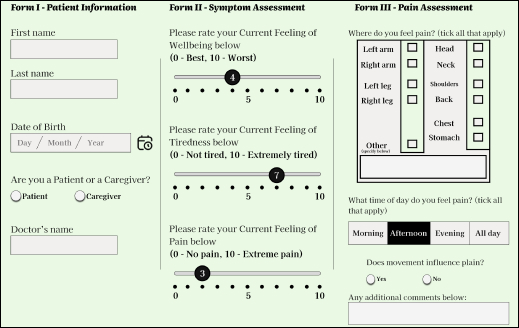 Form I - Patient Information
First name
Last name
Date of Birth
Day / Month / Year
Are you a Patient or a Caregiver?
Patient
Caregiver
Doctor's name
Form II - Symptom Assessment
Please rate your Current Feeling of
Wellbeing below
(0 - Best, 10 - Worst)
4
0 5 10
Please rate your Current Feeling of
Tiredness below
(0 - Not tired, 10 - Extremely tired)
7
0 5 10
Please rate your Current Feeling of
Pain below
(0 - No pain, 10 - Extreme pain)
3
0 5 10
Form III - Pain Assessment
Where do you feel pain? (tick all that apply)
Left arm
Right arm
Left leg
Right leg
Other
(specify below)
Head
Neck
Shoulders
Back
Chest
Stomach
What time of day do you feel pain? (tick all
that apply)
Morning Afternoon Evening All day
Does movement influence plain?
Yes
No
Any additional comments below: